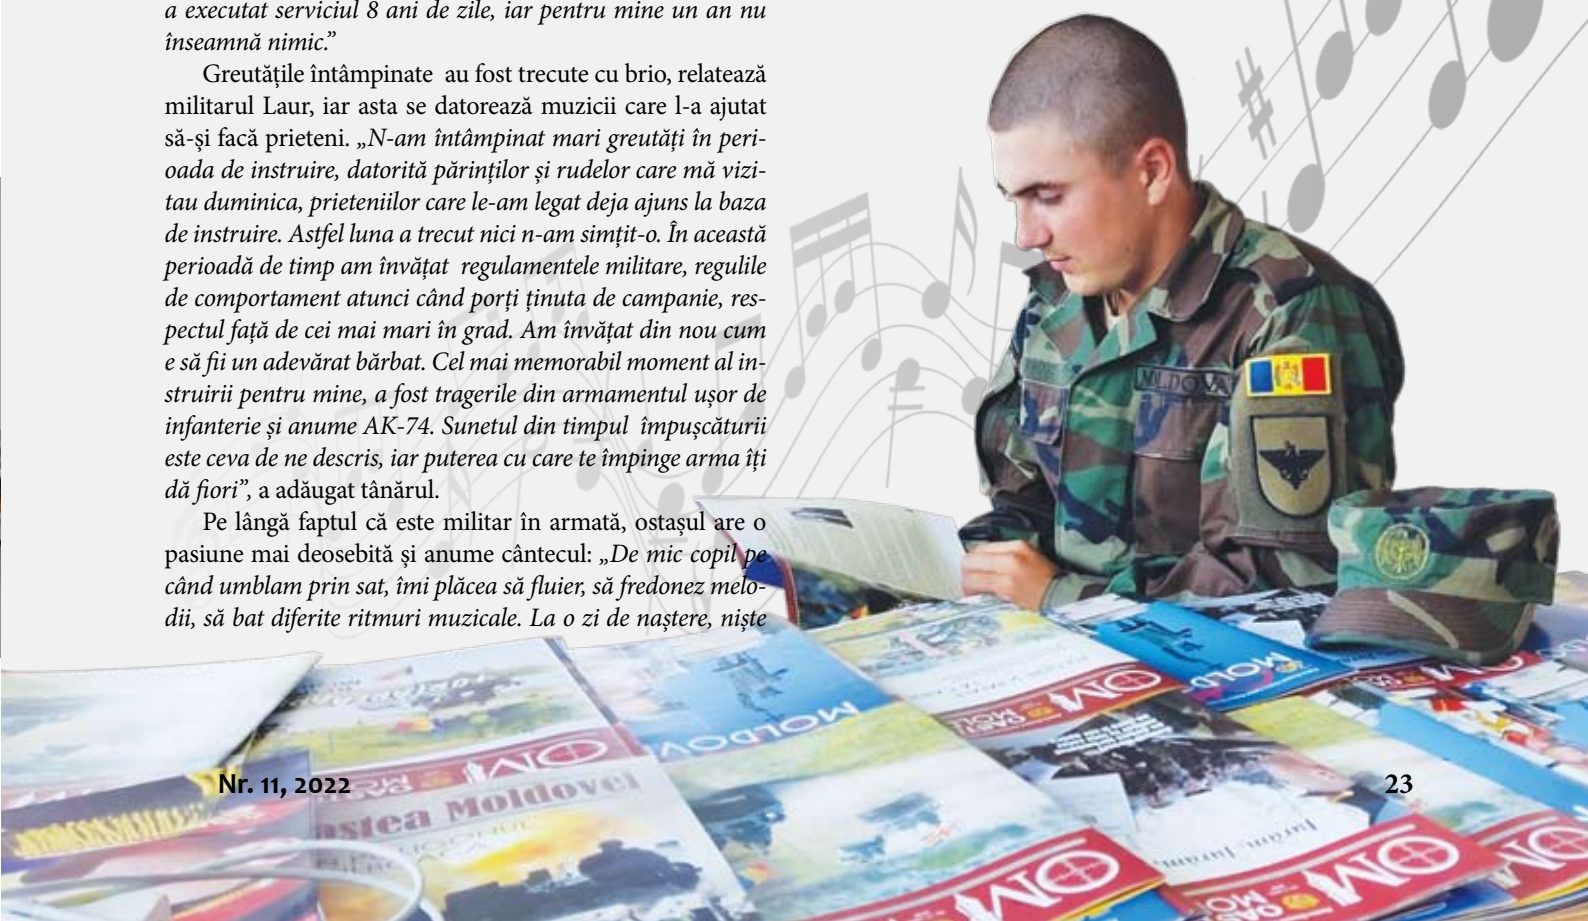 a executat serviciul 8 ani de zile, iar pentru mine un an nu
înseamnă nimic.”
Greutățile întâmpinate au fost trecute cu brio, relatează
militarul Laur, iar asta se datorează muzicii care l-a ajutat
să-și facă prieteni. „N-am întâmpinat mari greutăți în peri-
oada de instruire, datorită părinților și rudelor care mă vizi-
tau duminica, prieteniilor care le-am legat deja ajuns la baza
de instruire. Astfel luna a trecut nici n-am simțit-o. În această
perioadă de timp am învățat regulamentele militare, regulile
de comportament atunci când porți ținuta de campanie, res-
pectul față de cei mai mari în grad. Am învățat din nou cum
e să fii un adevărat bărbat. Cel mai memorabil moment al in-
struirii pentru mine, a fost tragerile din armamentul ușor de
infanterie și anume AK-74. Sunetul din timpul împușcăturii
este ceva de ne descris, iar puterea cu care te împinge arma îți
dă fiori”, a adăugat tânărul.
Pe lângă faptul că este militar în armată, ostașul are o
pasiune mai deosebită și anume cântecul: „De mic copil pe
când umblam prin sat, îmi plăcea să fluier, să fredonez melo-
dii, să bat diferite ritmuri muzicale. La o zi de naștere, niște
MOLDOVA
MOLD
OM
MOLDOV
OM
Moldovei
Jurăm, Jurăm,
OM
OM
Nr. 11, 2022
23